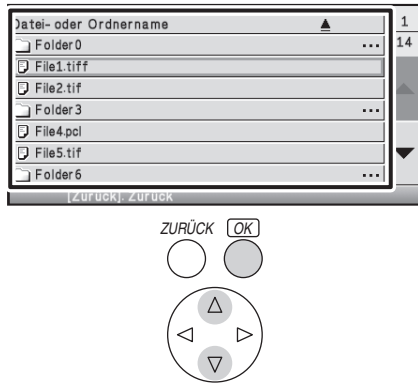 Datei- oder Ordnername
1
14
Folder0
File1.tiff
File2.tif
Folder3
File4.pcl
File5.tif
Folder6
[Zurück]: Zurück
ZURÜCK OK